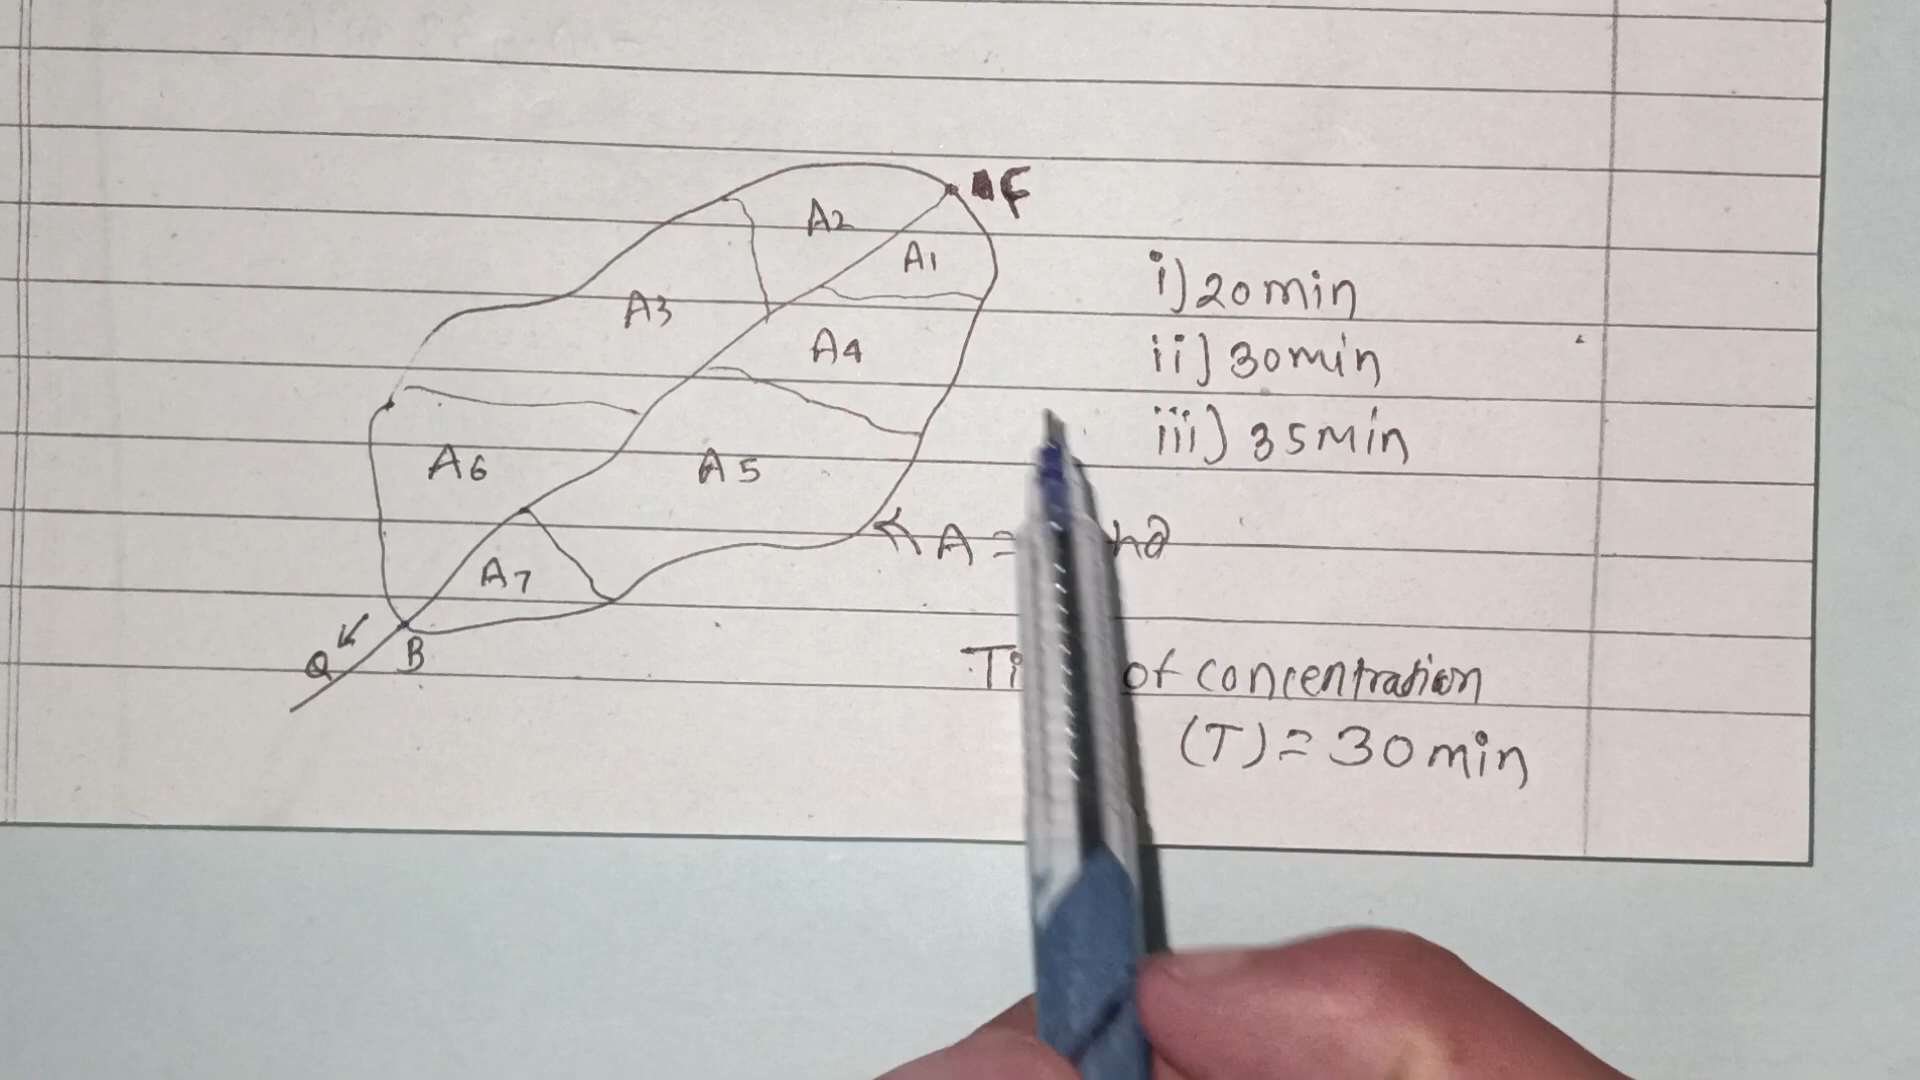 F
A2
A1
i) 20 min
A3
ii) 30 min
A4
iii) 35 Min
A6
A5
A =
ha
A7
Q
B
of concentration
(T) = 30 min